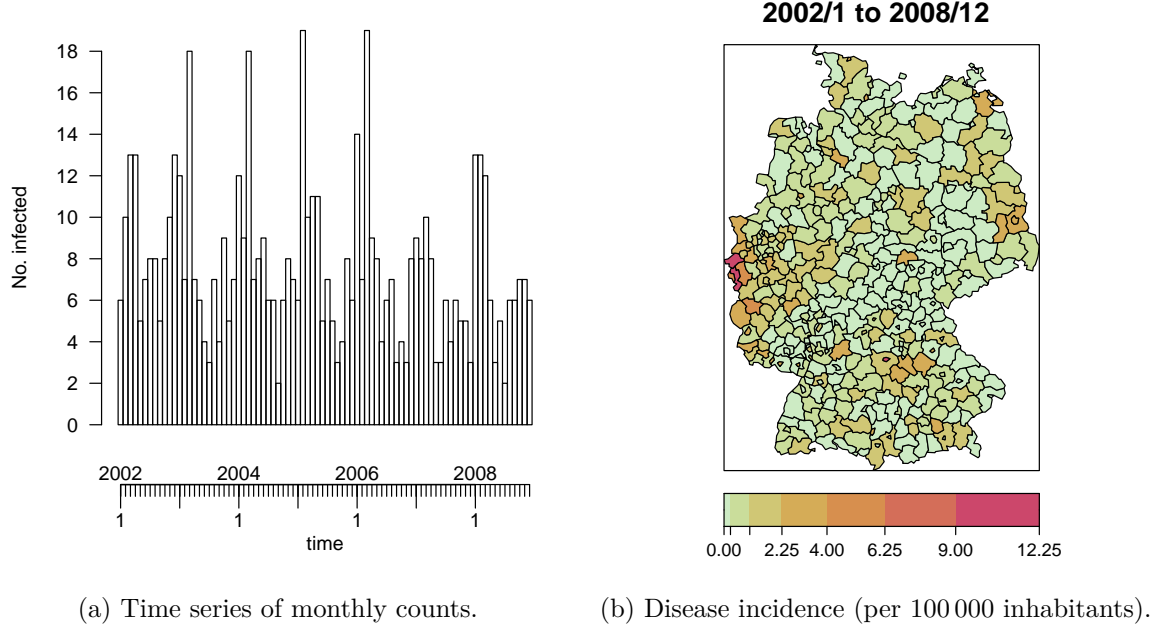 2002/1 to 2008/12
No. infected
18
16
14
12
10
8
6
4
2
0
2002 2004 2006 2008
1 1 1 1
time
0.00 2.25 4.00 6.25 9.00 12.25
(a) Time series of monthly counts.
(b) Disease incidence (per 100 000 inhabitants).